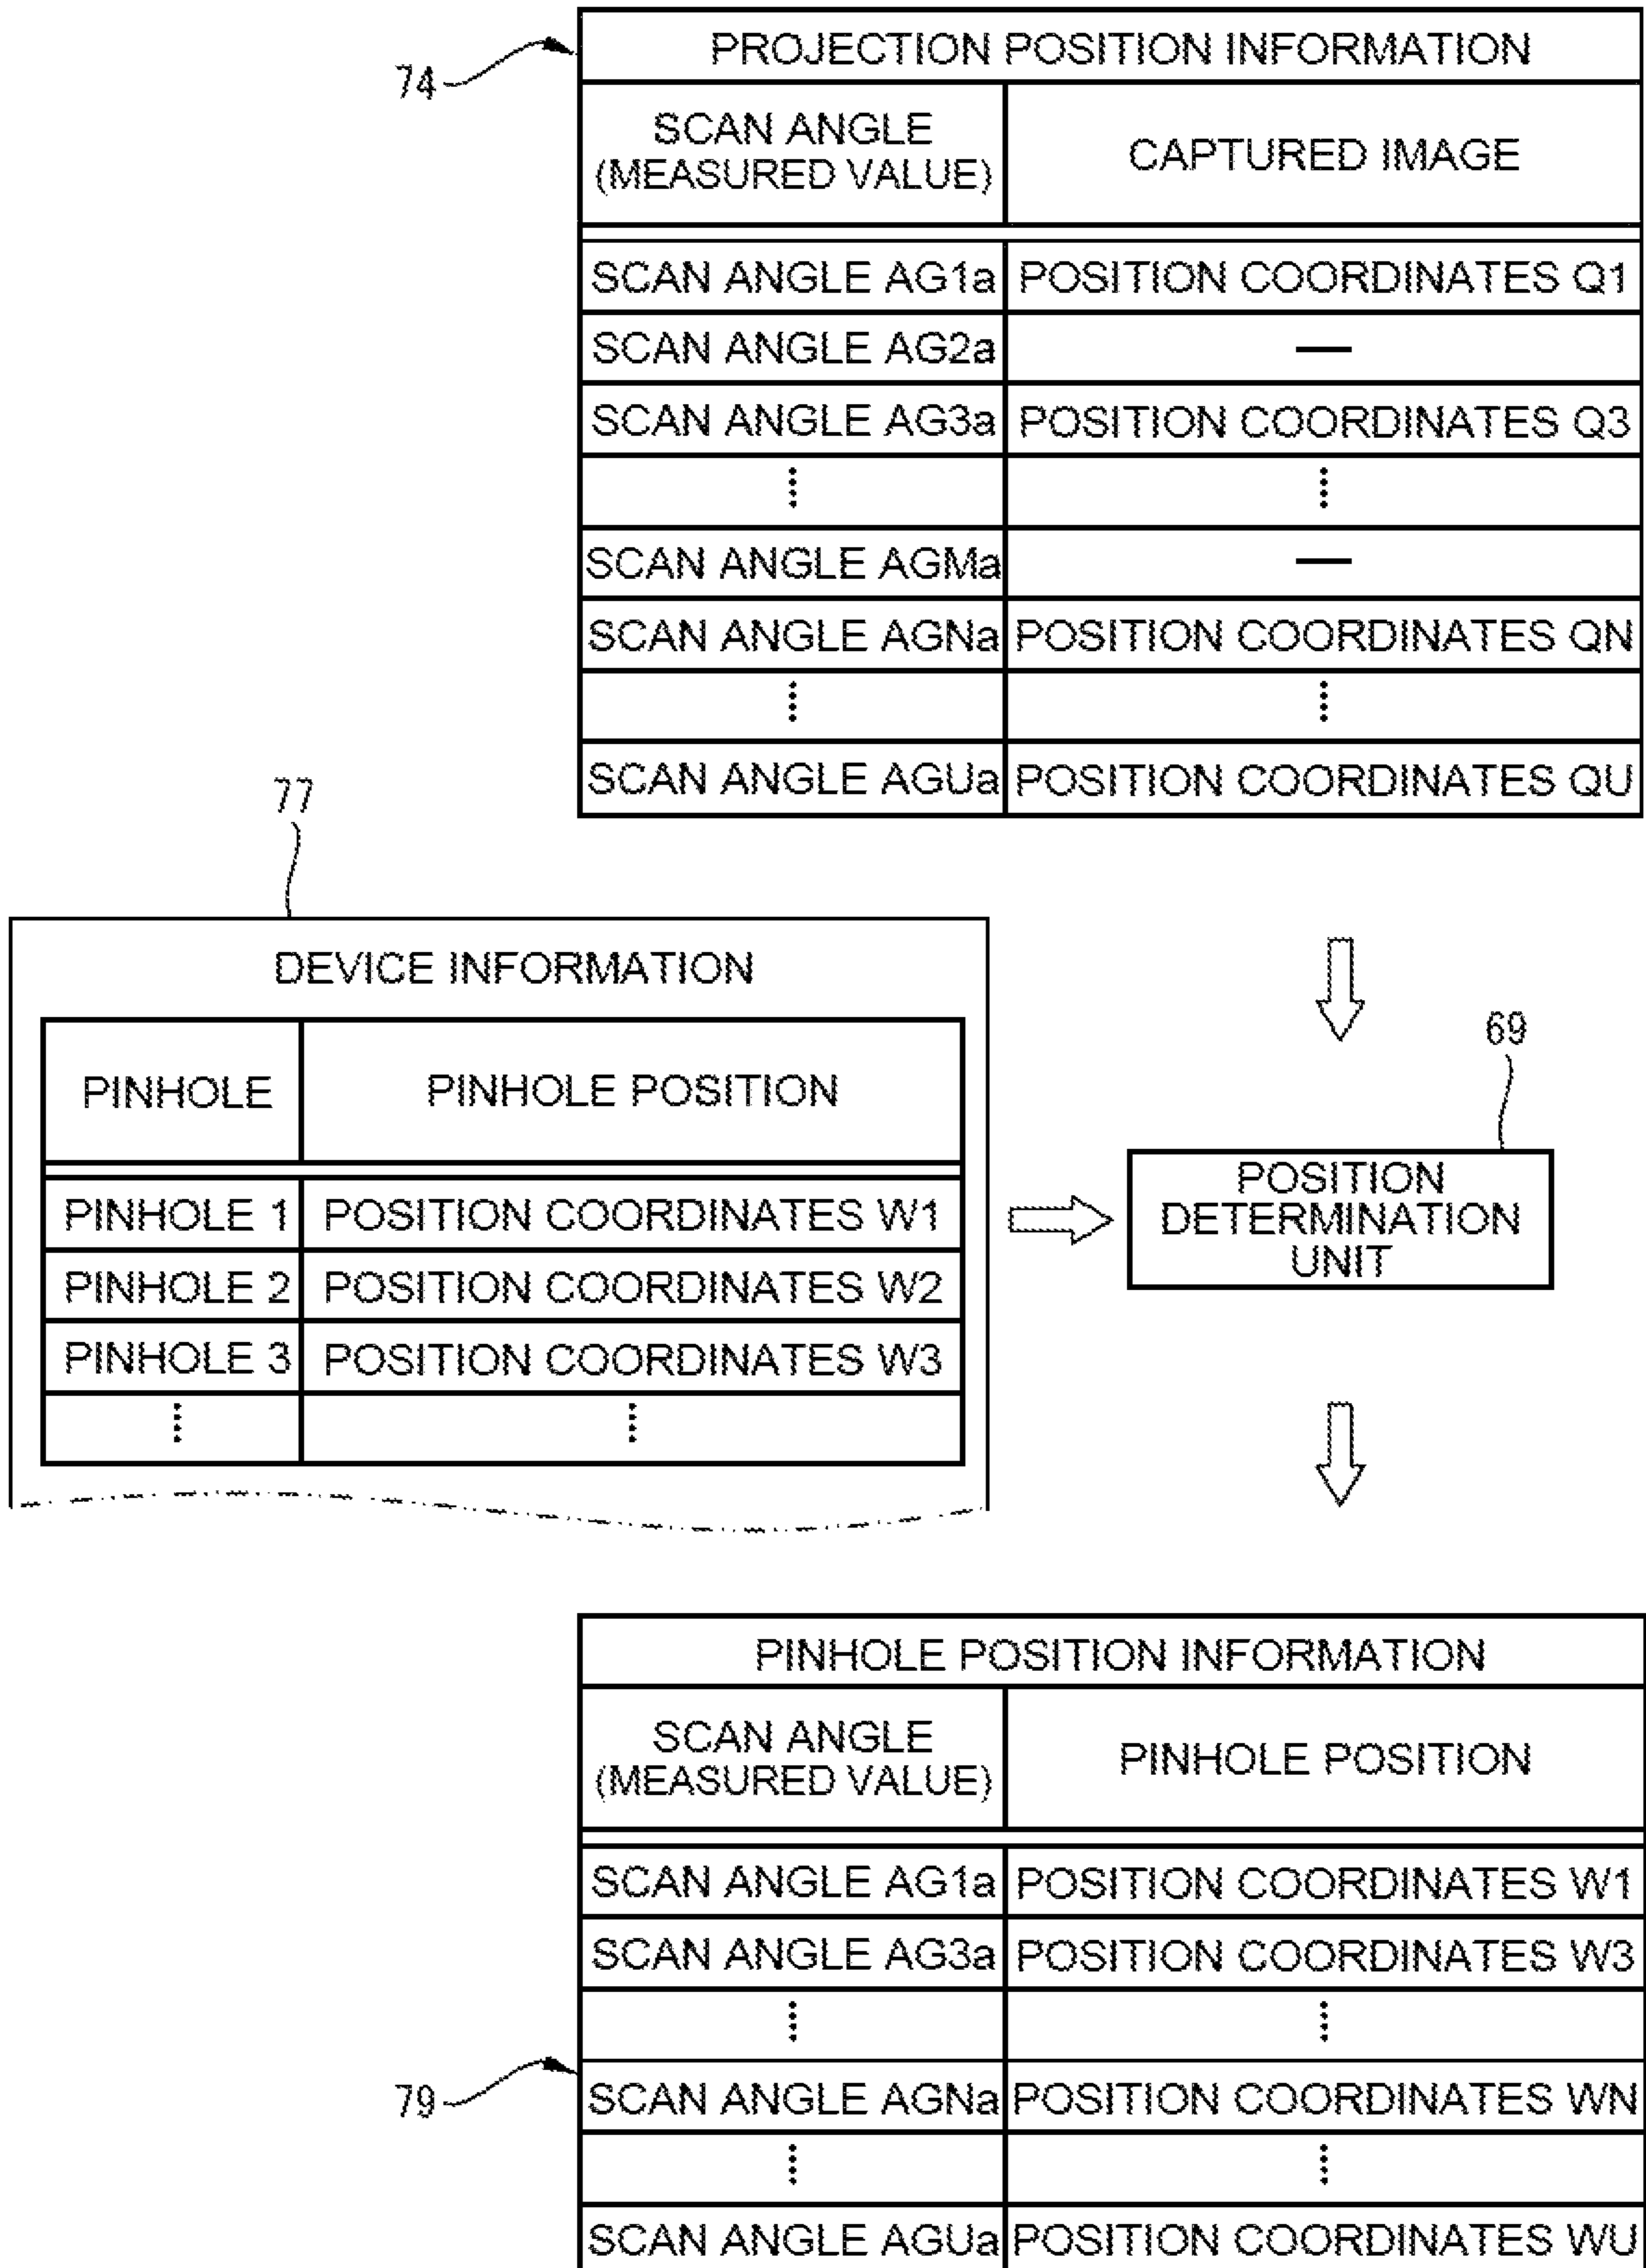 74
PROJECTION POSITION INFORMATION
SCAN ANGLE
(MEASURED VALUE)
CAPTURED IMAGE
SCAN ANGLE AG1a POSITION COORDINATES Q1
SCAN ANGLE AG2a —
SCAN ANGLE AG3a POSITION COORDINATES Q3
SCAN ANGLE AGMa —
SCAN ANGLE AGNa POSITION COORDINATES QN
SCAN ANGLE AGUa POSITION COORDINATES QU
77
DEVICE INFORMATION
PINHOLE PINHOLE POSITION
PINHOLE 1 POSITION COORDINATES W1
PINHOLE 2 POSITION COORDINATES W2
PINHOLE 3 POSITION COORDINATES W3
69
POSITION
DETERMINATION
UNIT
PINHOLE POSITION INFORMATION
SCAN ANGLE
(MEASURED VALUE)
PINHOLE POSITION
SCAN ANGLE AG1a POSITION COORDINATES W1
SCAN ANGLE AG3a POSITION COORDINATES W3
79
SCAN ANGLE AGNa POSITION COORDINATES WN
SCAN ANGLE AGUa POSITION COORDINATES WU